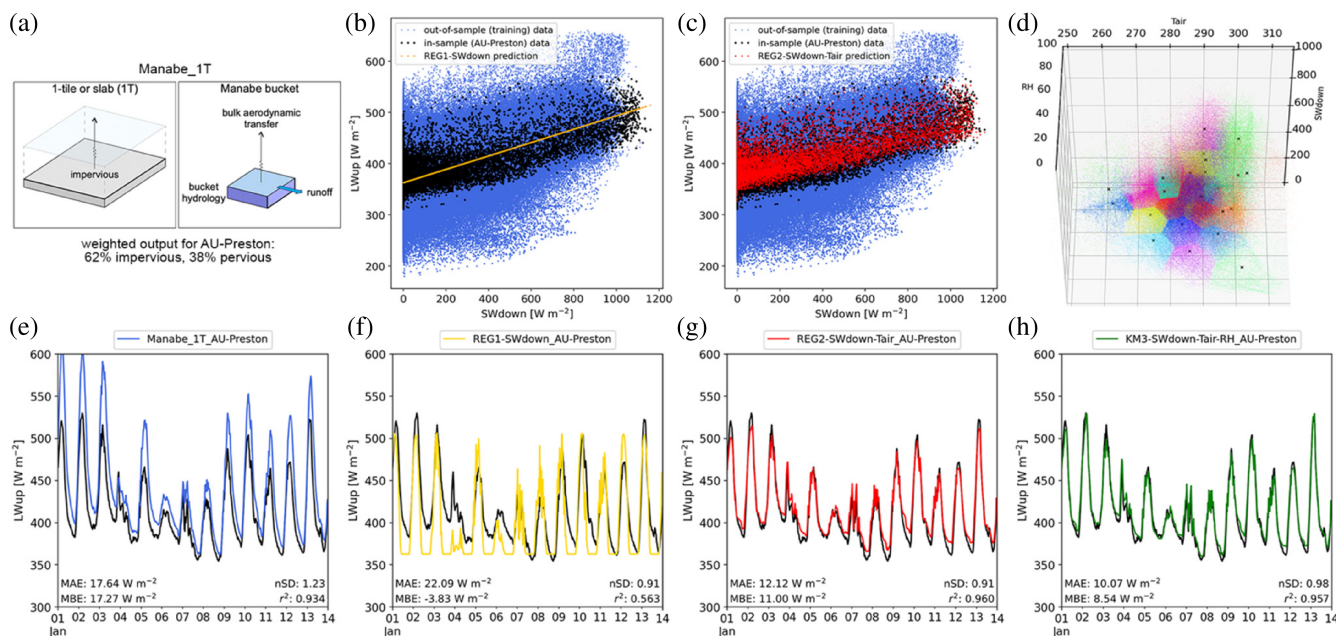 (a)
Manabe_1T
1-tile or slab (1T)
impervious
Manabe bucket
bulk aerodynamic
transfer
bucket
hydrology
runoff
weighted output for AU-Preston:
62% impervious, 38% pervious
(b)
out-of-sample (training) data
in-sample (AU-Preston) data
REG1-SWdown prediction
LWup [W m⁻²]
600
500
400
300
200
0 200 400 600 800 1000 1200
SWdown [W m⁻²]
(c)
out-of-sample (training) data
in-sample (AU-Preston) data
REG2-SWdown-Tair prediction
LWup [W m⁻²]
600
500
400
300
200
0 200 400 600 800 1000 1200
SWdown [W m⁻²]
(d)
Tair
250 260 270 280 290 300 310
100
80
RH 60
40
20
0
1000
800
600
400
200
0
SWdown
(e)
Manabe_1T_AU-Preston
LWup [W m⁻²]
600
550
500
450
400
350
300
MAE: 17.64 W m⁻²
MBE: 17.27 W m⁻²
nSD: 1.23
r²: 0.934
01 02 03 04 05 06 07 08 09 10 11 12 13 14
Jan
(f)
REG1-SWdown_AU-Preston
LWup [W m⁻²]
600
550
500
450
400
350
300
MAE: 22.09 W m⁻²
MBE: -3.83 W m⁻²
nSD: 0.91
r²: 0.563
01 02 03 04 05 06 07 08 09 10 11 12 13 14
Jan
(g)
REG2-SWdown-Tair_AU-Preston
LWup [W m⁻²]
600
550
500
450
400
350
300
MAE: 12.12 W m⁻²
MBE: 11.00 W m⁻²
nSD: 0.91
r²: 0.960
01 02 03 04 05 06 07 08 09 10 11 12 13 14
Jan
(h)
KM3-SWdown-Tair-RH_AU-Preston
LWup [W m⁻²]
600
550
500
450
400
350
300
MAE: 10.07 W m⁻²
MBE: 8.54 W m⁻²
nSD: 0.98
r²: 0.957
01 02 03 04 05 06 07 08 09 10 11 12 13 14
Jan